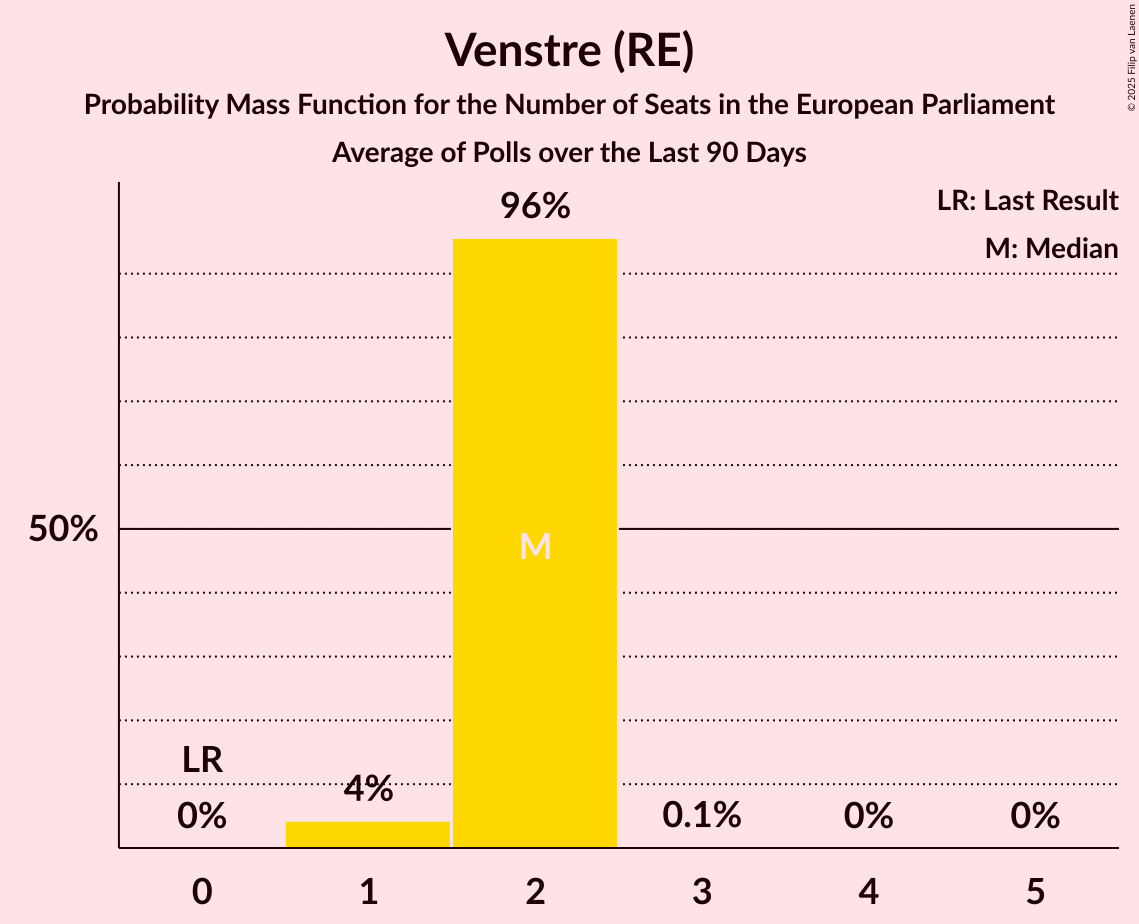 Venstre (RE)
Probability Mass Function for the Number of Seats in the European Parliament
Average of Polls over the Last 90 Days
© 2025 Filip van Laenen
LR: Last Result
M: Median
96%
50%
M
LR
0%
4%
0.1%
0%
0%
0 1 2 3 4 5